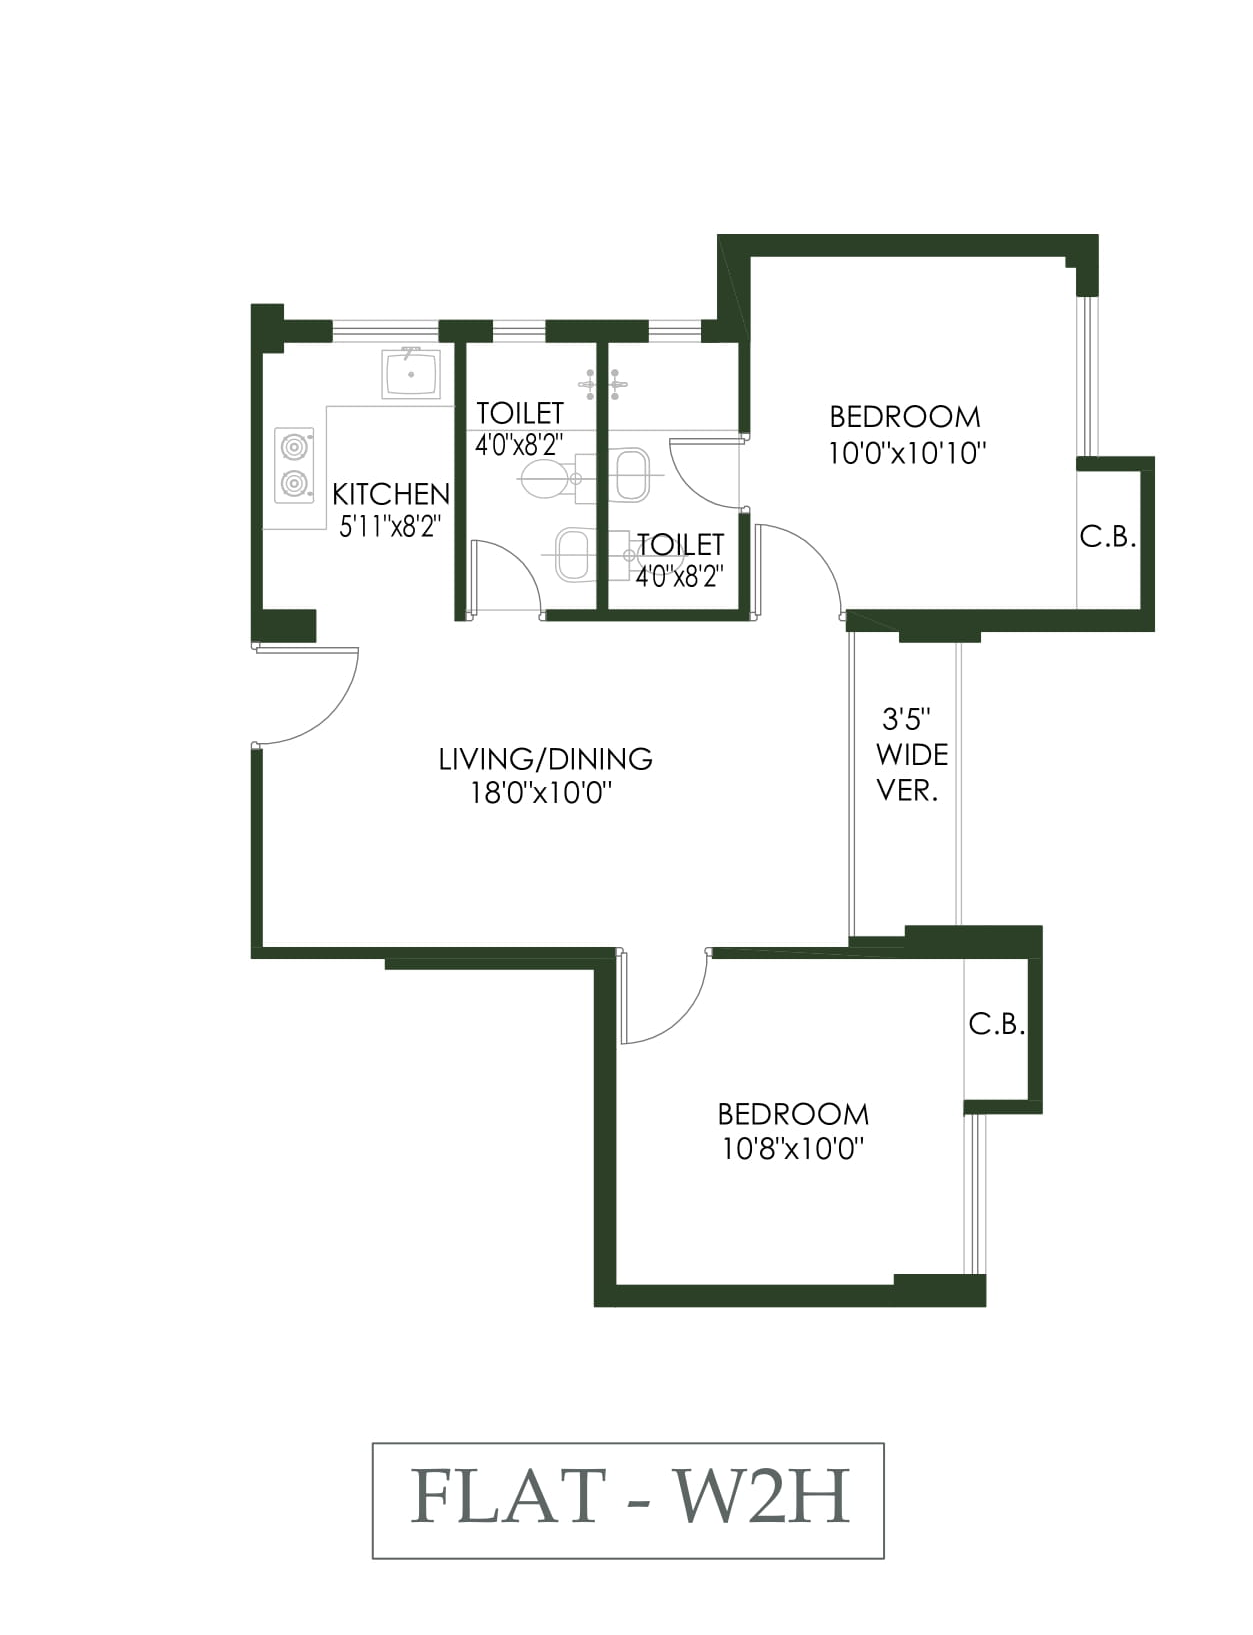 TOILET
4'0"x8'2"
BEDROOM
10'0"x10'10"
KITCHEN
5'11"x8'2"
TOILET
4'0"x8'2"
C.B.
3'5"
WIDE
VER.
LIVING/DINING
18'0"x10'0"
C.B.
BEDROOM
10'8"x10'0"
FLAT - W2H